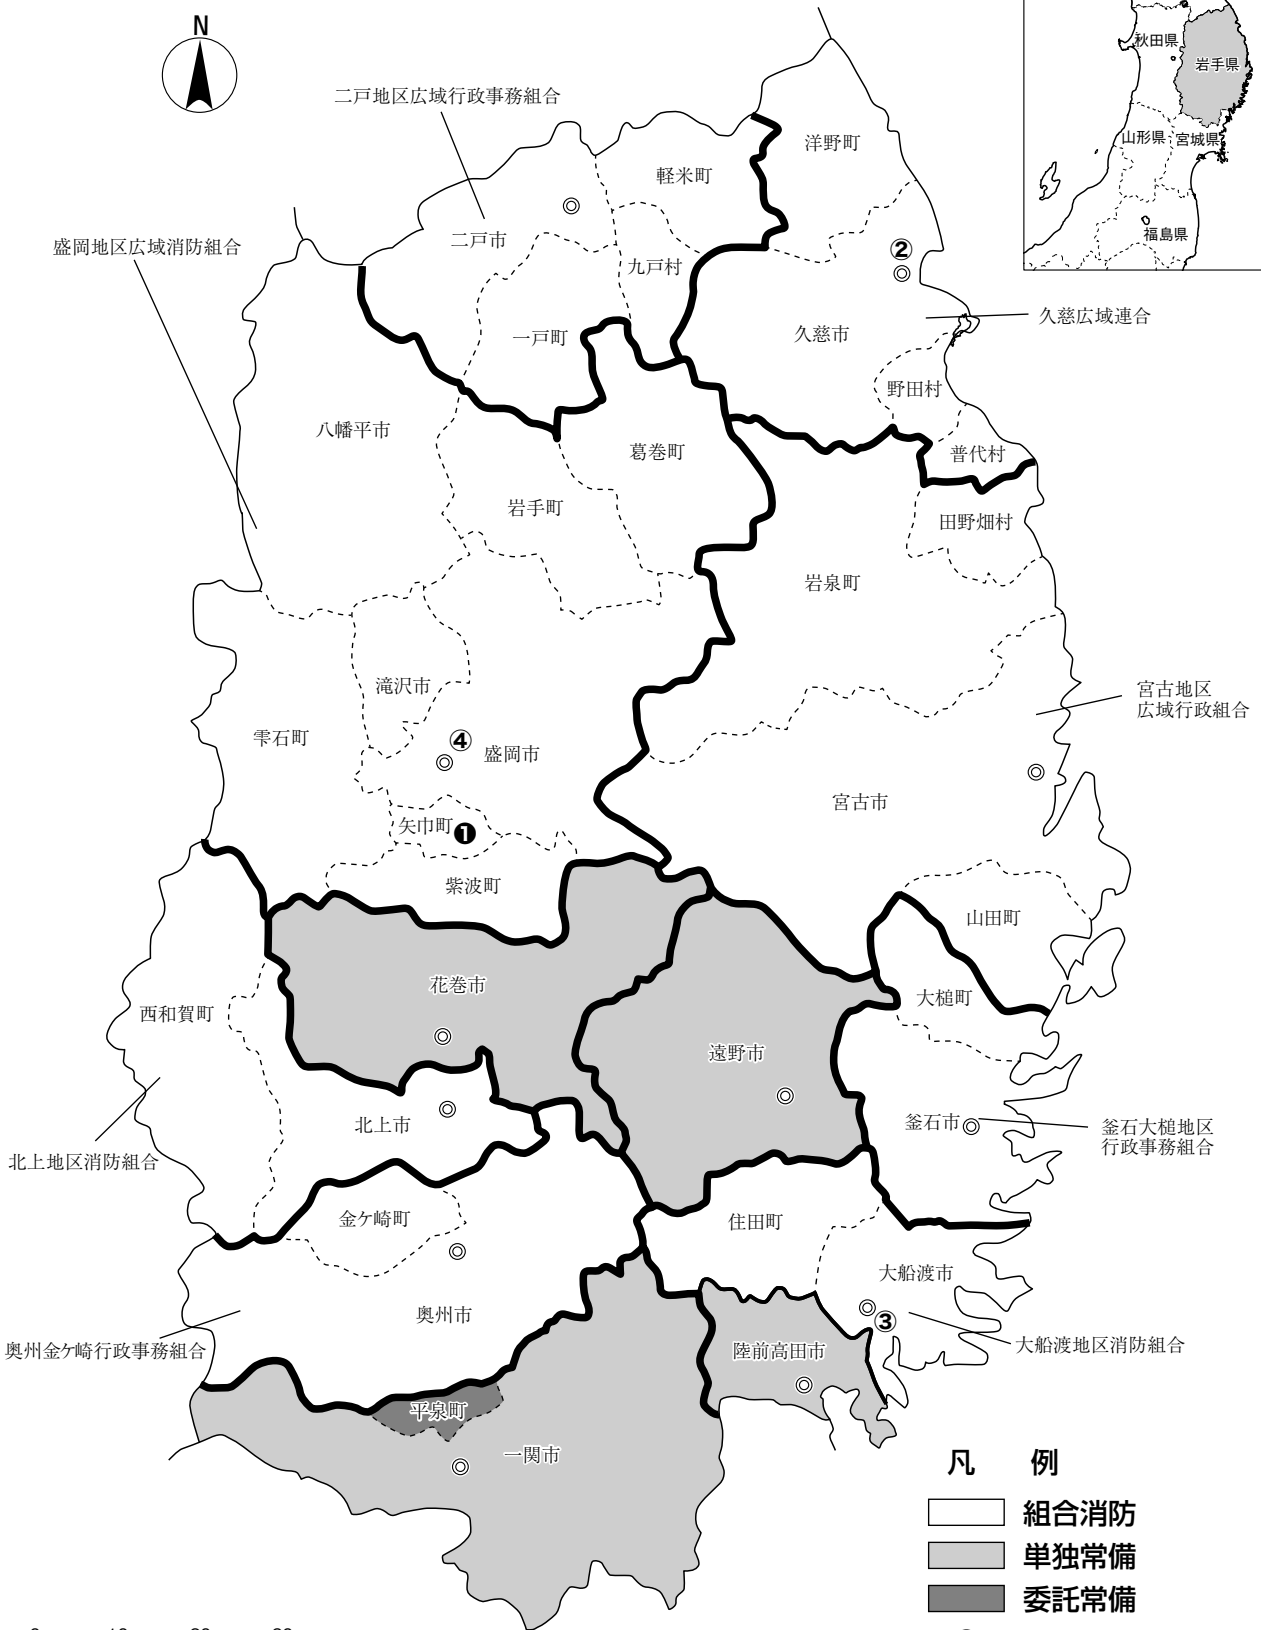 N
秋田県
岩手県
山形県
宮城県
福島県
二戸地区広域行政事務組合
洋野町
軽米町
二戸市
盛岡地区広域消防組合
九戸村
②
久慈広域連合
久慈市
一戸町
野田村
八幡平市
葛巻町
普代村
岩手町
田野畑村
岩泉町
滝沢市
宮古地区
広域行政組合
雫石町
④
盛岡市
宮古市
矢巾町
❶
紫波町
山田町
花巻市
大槌町
西和賀町
遠野市
北上市
釜石市
釜石大槌地区
行政事務組合
北上地区消防組合
金ケ崎町
住田町
大船渡市
奥州市
③
奥州金ケ崎行政事務組合
大船渡地区消防組合
陸前高田市
平泉町
一関市
凡 例
組合消防
単独常備
委託常備